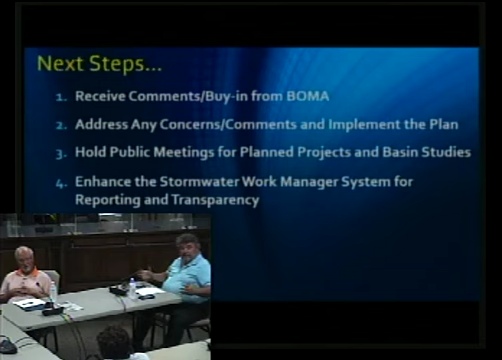 Next Steps...
1. Receive Comments/Buy-in from BOMA
2. Address Any Concerns/Comments and Implement the Plan
3. Hold Public Meetings for Planned Projects and Basin Studies
4. Enhance the Stormwater Work Manager System for
Reporting and Transparency